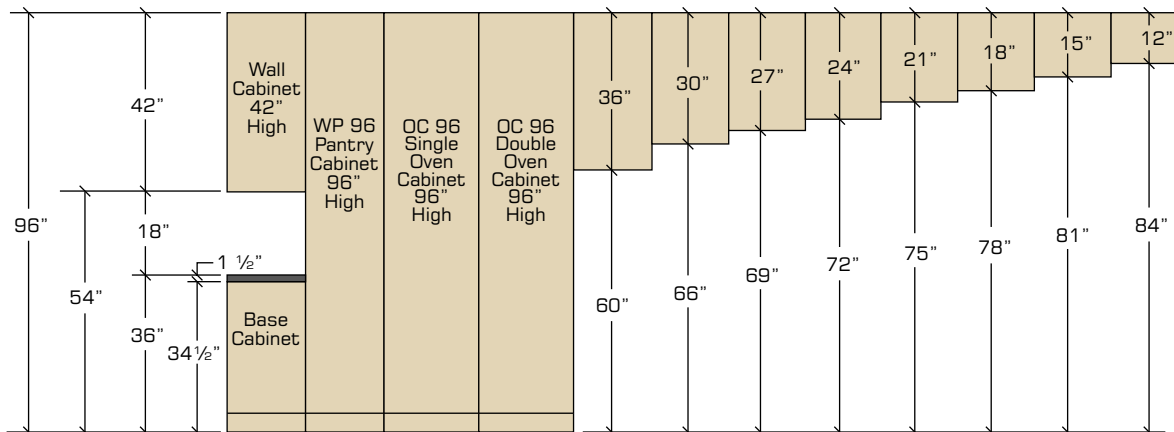 96”
42”
18”
54”
1 ½”
36”
34 ½”
Wall
Cabinet
42”
High
Base
Cabinet
WP 96
Pantry
Cabinet
96”
High
OC 96
Single
Oven
Cabinet
96”
High
OC 96
Double
Oven
Cabinet
96”
High
36”
30”
27”
24”
21”
18”
15”
12”
60”
66”
69”
72”
75”
78”
81”
84”